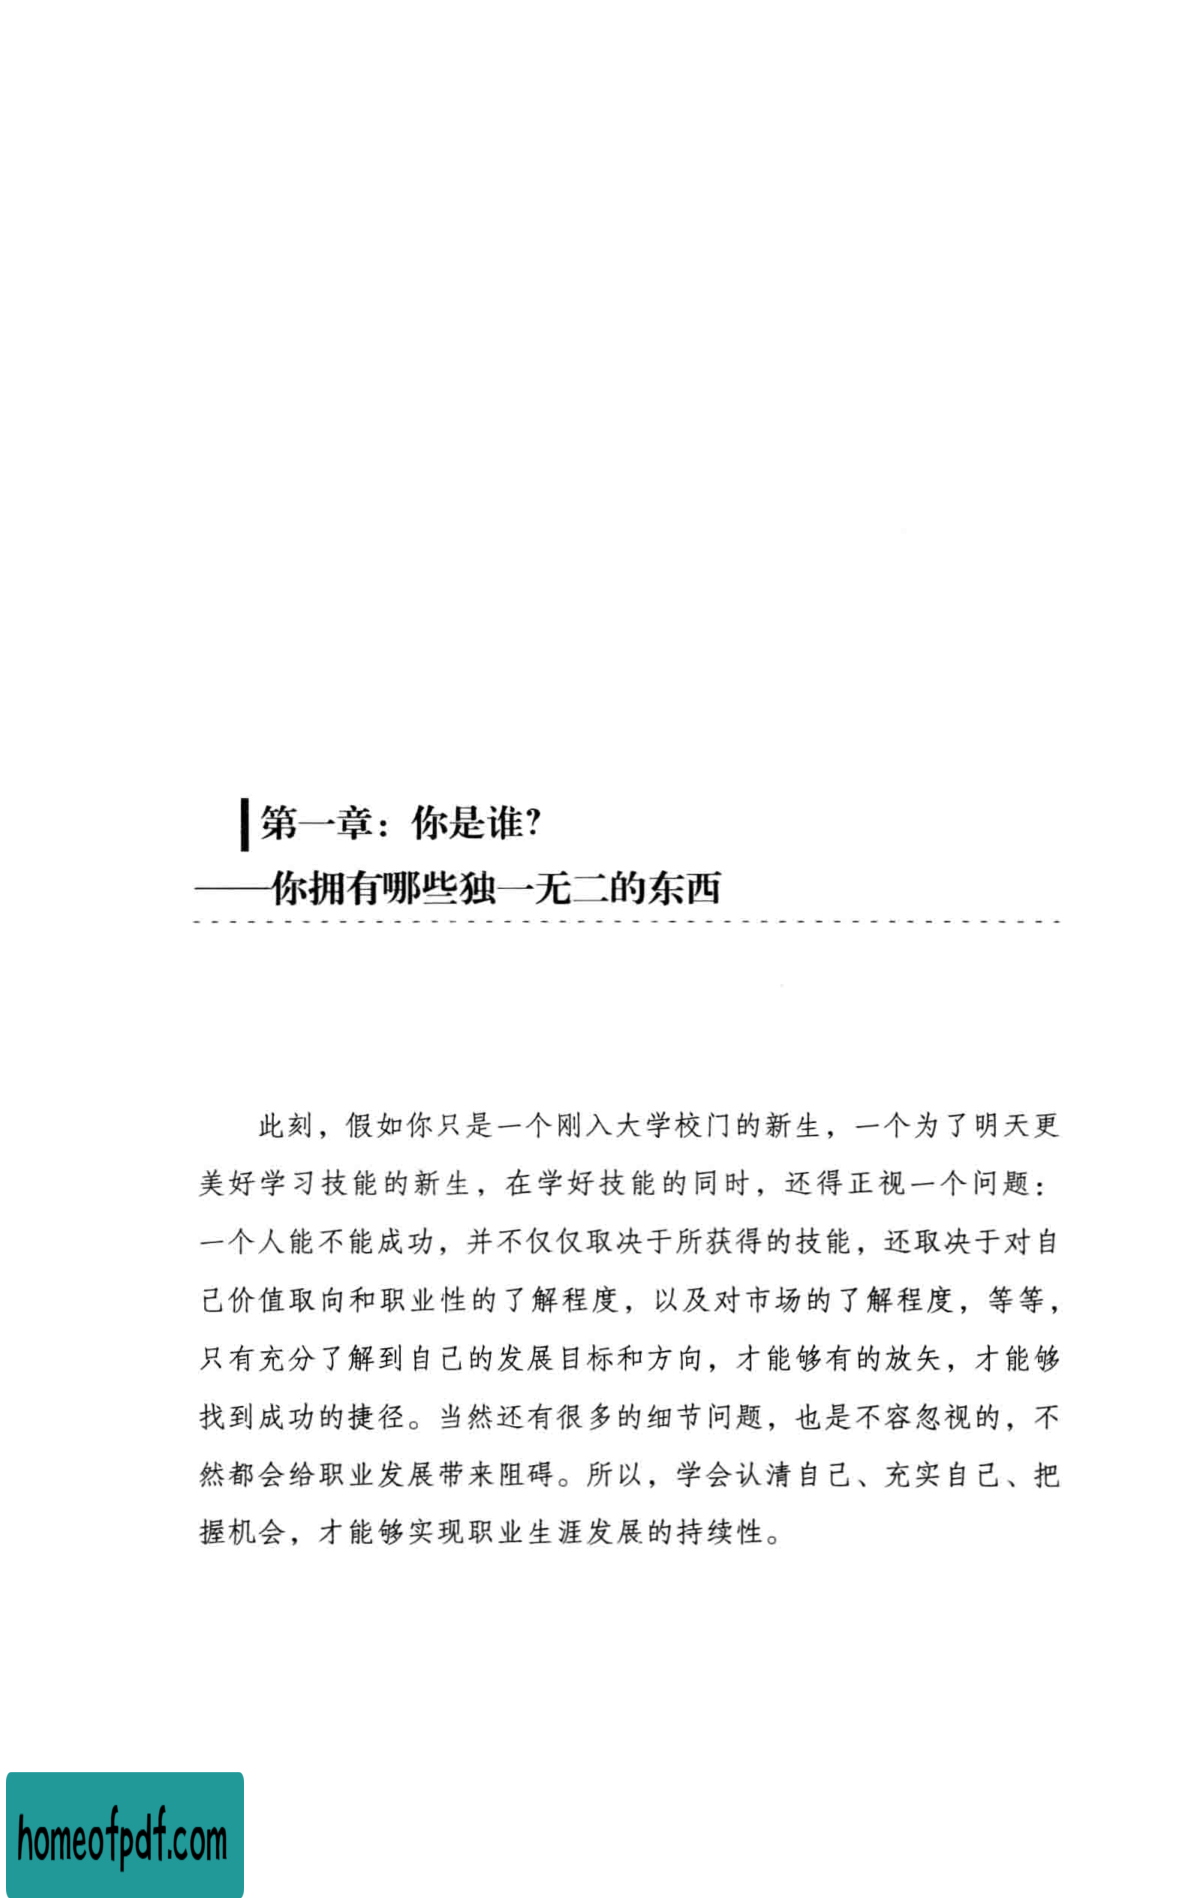 第一章：你是谁？
——你拥有哪些独一无二的东西
此刻，假如你只是一个刚入大学校门的新生，一个为了明天更
美好学习技能的新生，在学好技能的同时，还得正视一个问题：
一个人能不能成功，并不仅仅取决于所获得的技能，还取决于对自
己价值取向和职业性的了解程度，以及对市场的了解程度，等等，
只有充分了解到自己的发展目标和方向，才能够有的放矢，才能够
找到成功的捷径。当然还有很多的细节问题，也是不容忽视的，不
然都会给职业发展带来阻碍。所以，学会认清自己、充实自己、把
握机会，才能够实现职业生涯发展的持续性。
homeofpdf.com